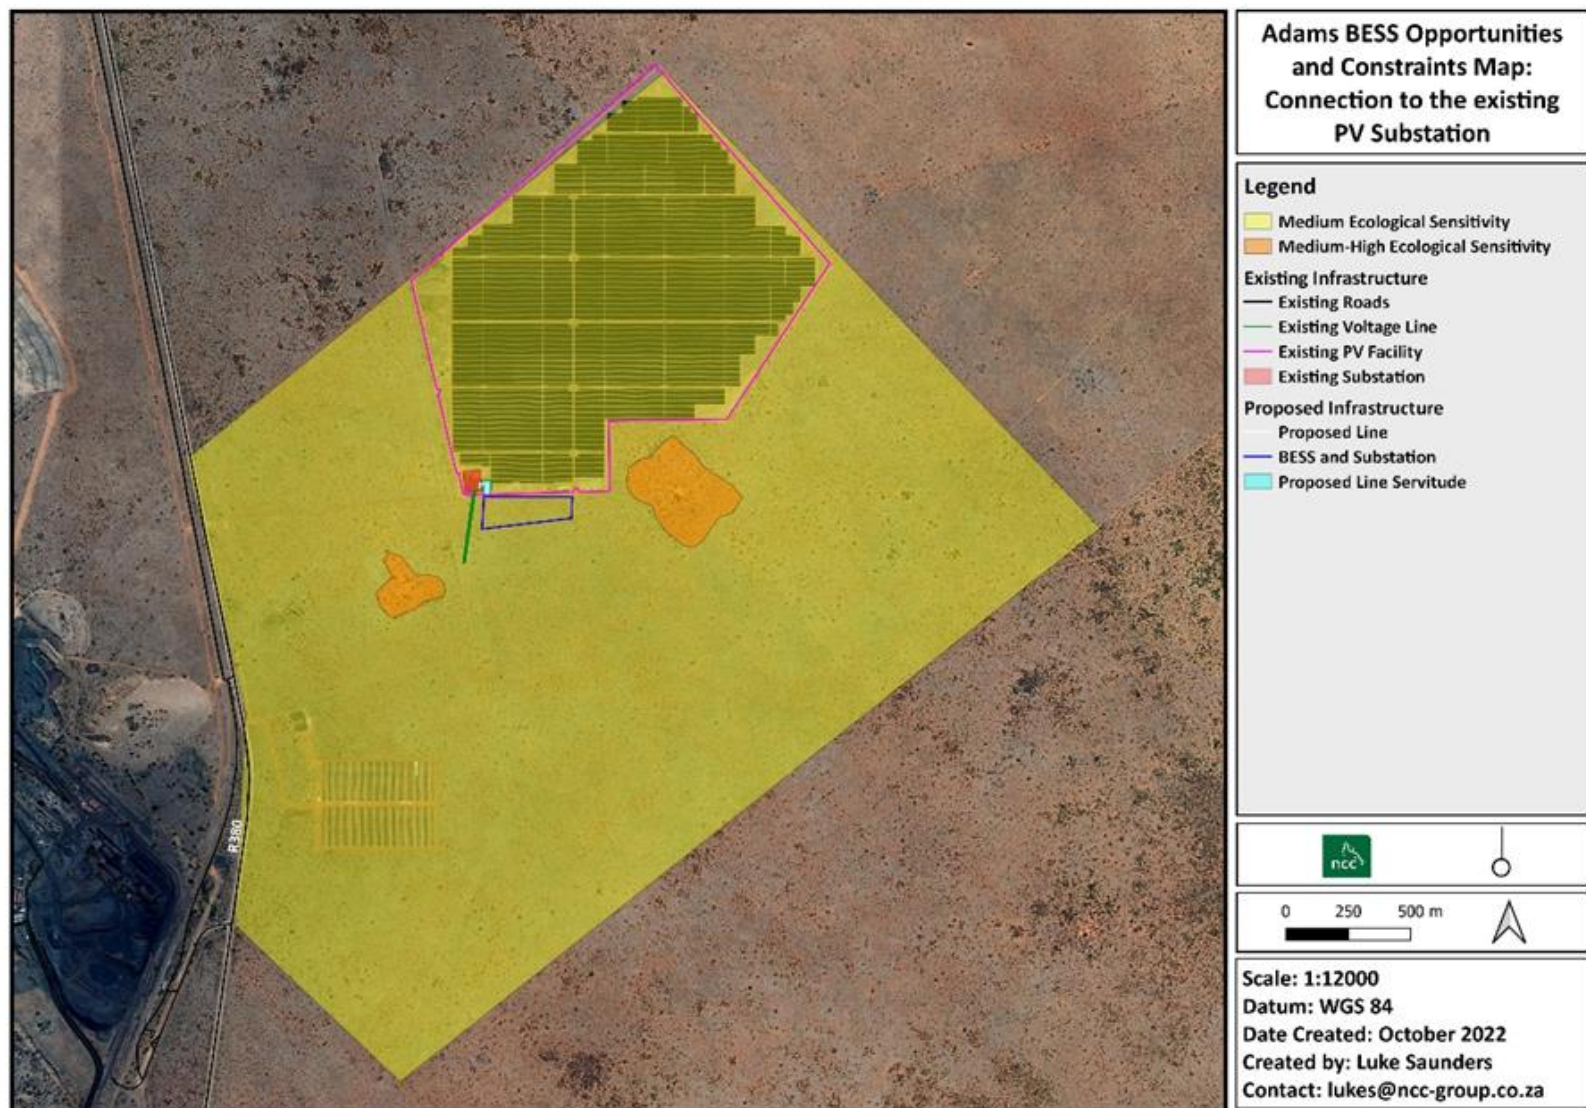 Adams BESS Opportunities
and Constraints Map:
Connection to the existing
PV Substation
Legend
Medium Ecological Sensitivity
Medium-High Ecological Sensitivity
Existing Infrastructure
Existing Roads
Existing Voltage Line
Existing PV Facility
Existing Substation
Proposed Infrastructure
Proposed Line
BESS and Substation
Proposed Line Servitude
R380
ncc
0 250 500 m
Scale: 1:12000
Datum: WGS 84
Date Created: October 2022
Created by: Luke Saunders
Contact: lukes@ncc-group.co.za